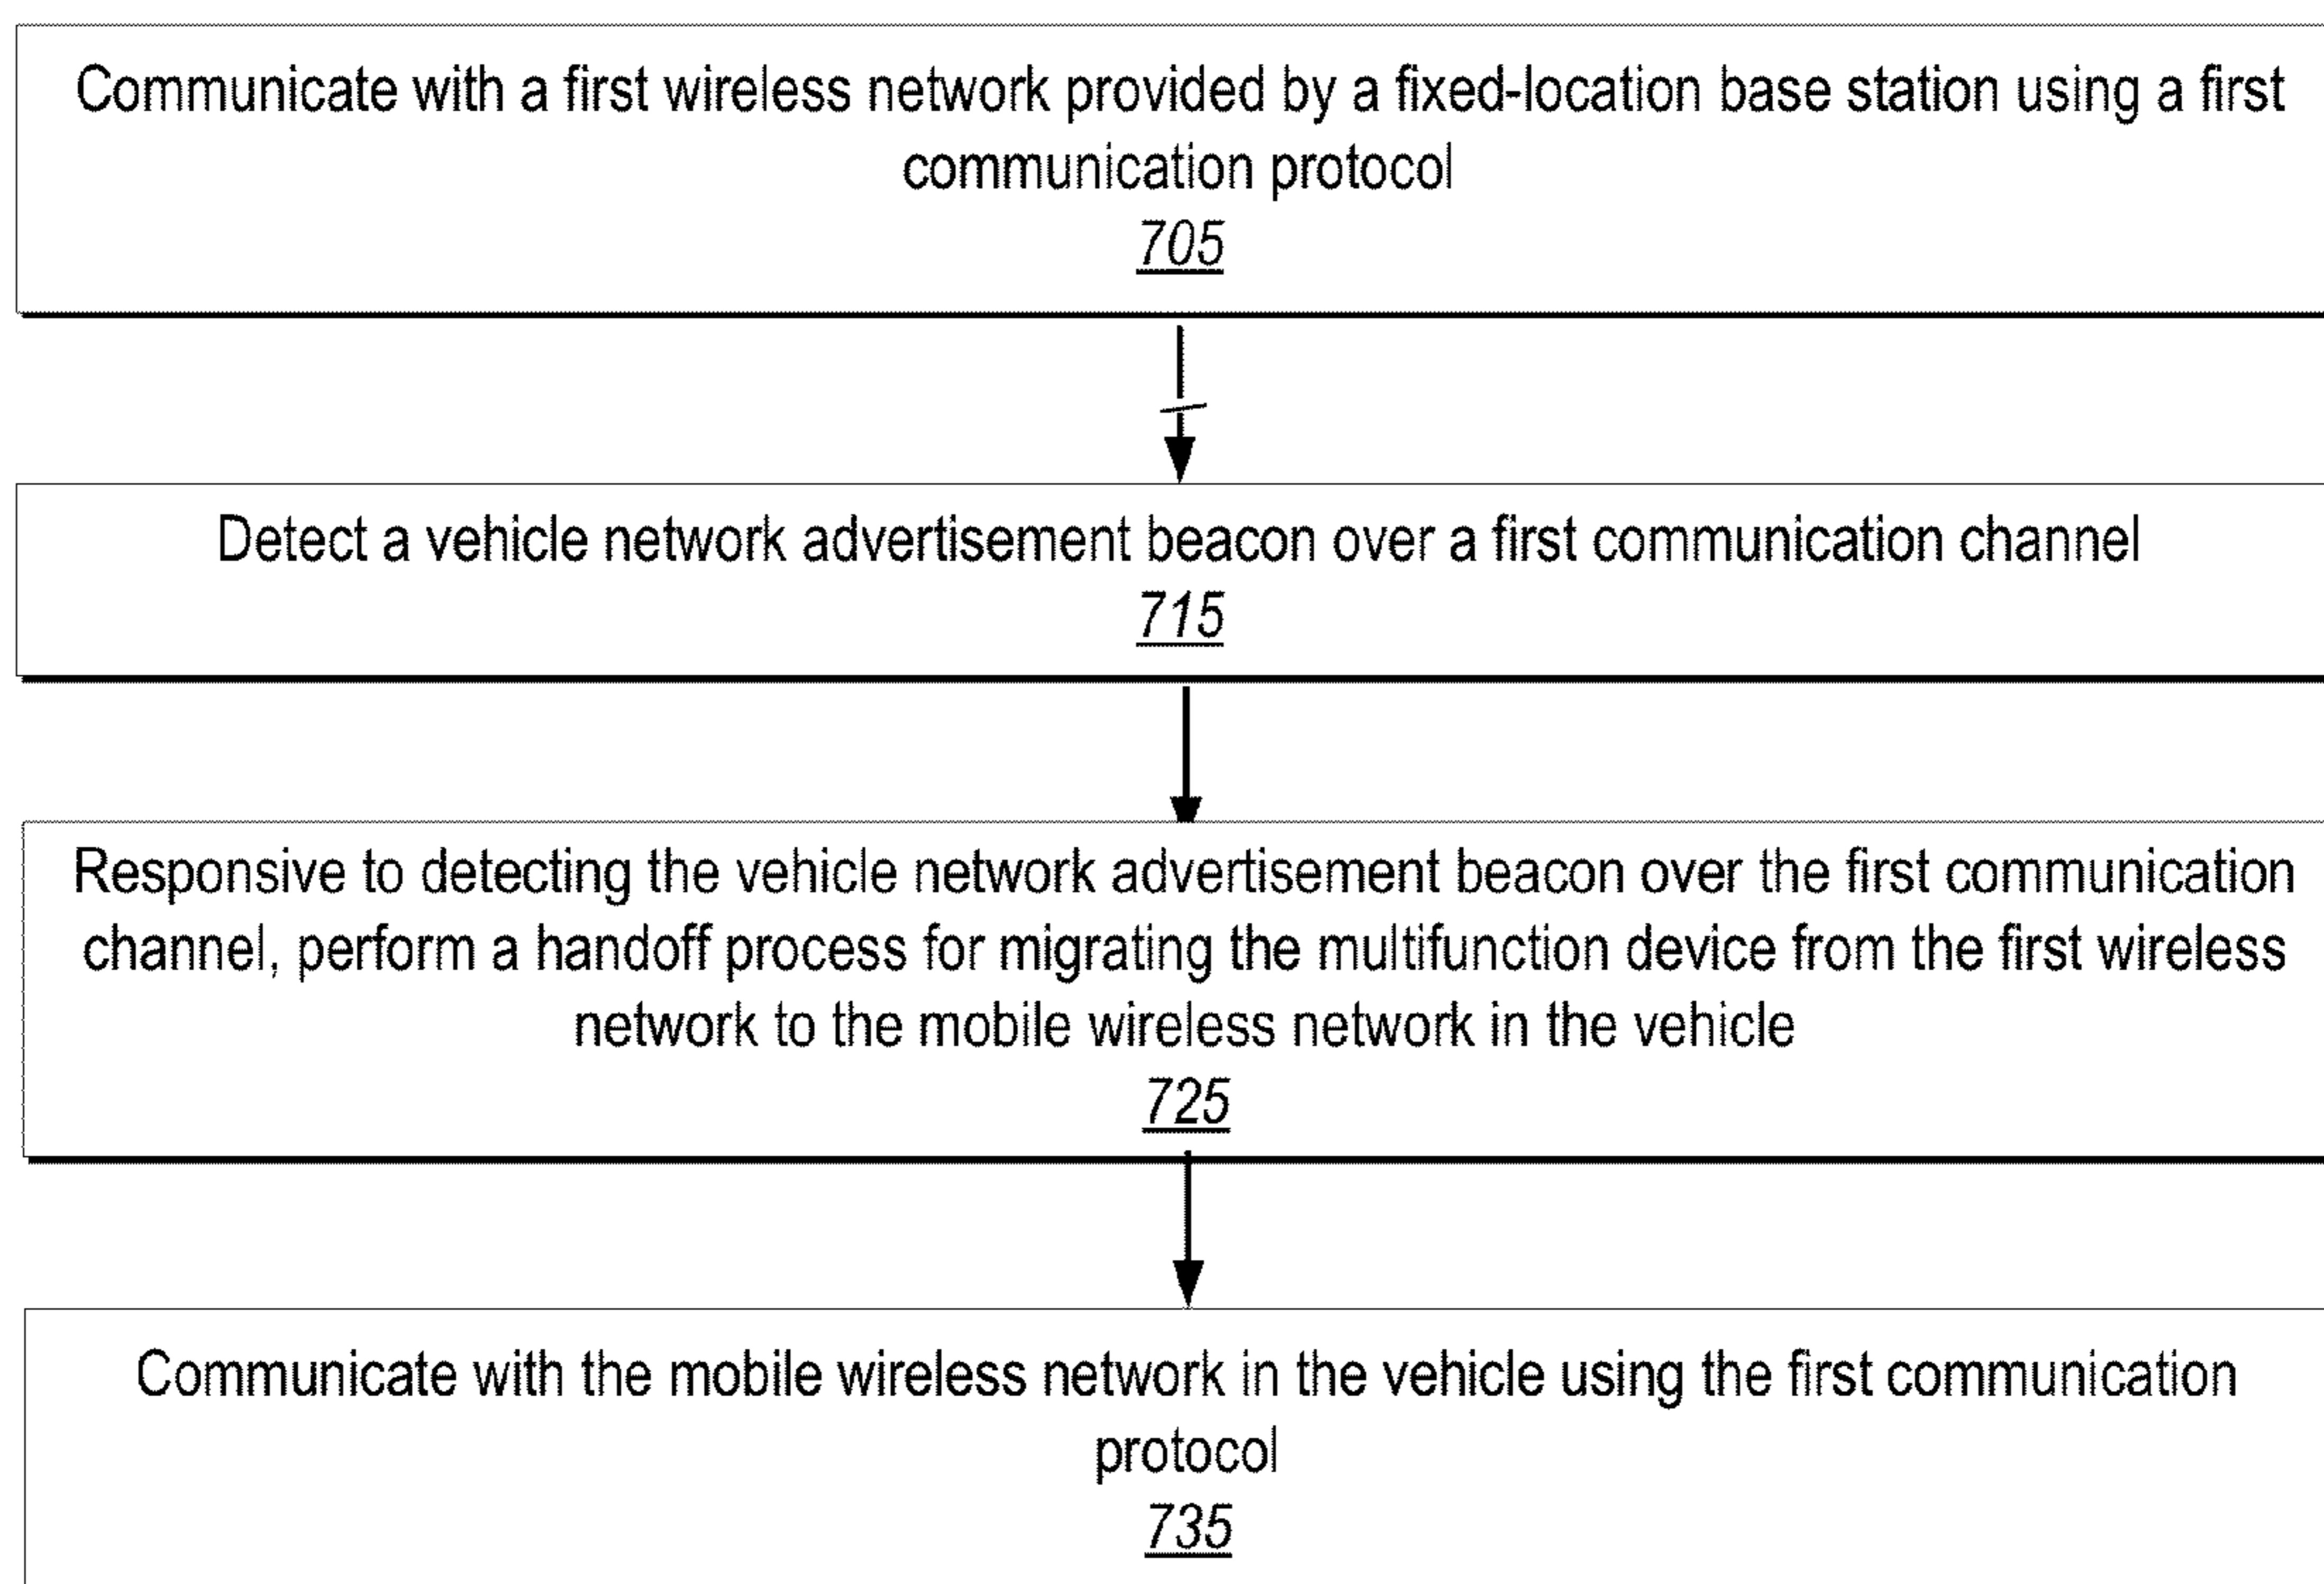 Communicate with a first wireless network provided by a fixed-location base station using a first
communication protocol
705
Detect a vehicle network advertisement beacon over a first communication channel
715
Responsive to detecting the vehicle network advertisement beacon over the first communication
channel, perform a handoff process for migrating the multifunction device from the first wireless
network to the mobile wireless network in the vehicle
725
Communicate with the mobile wireless network in the vehicle using the first communication
protocol
735